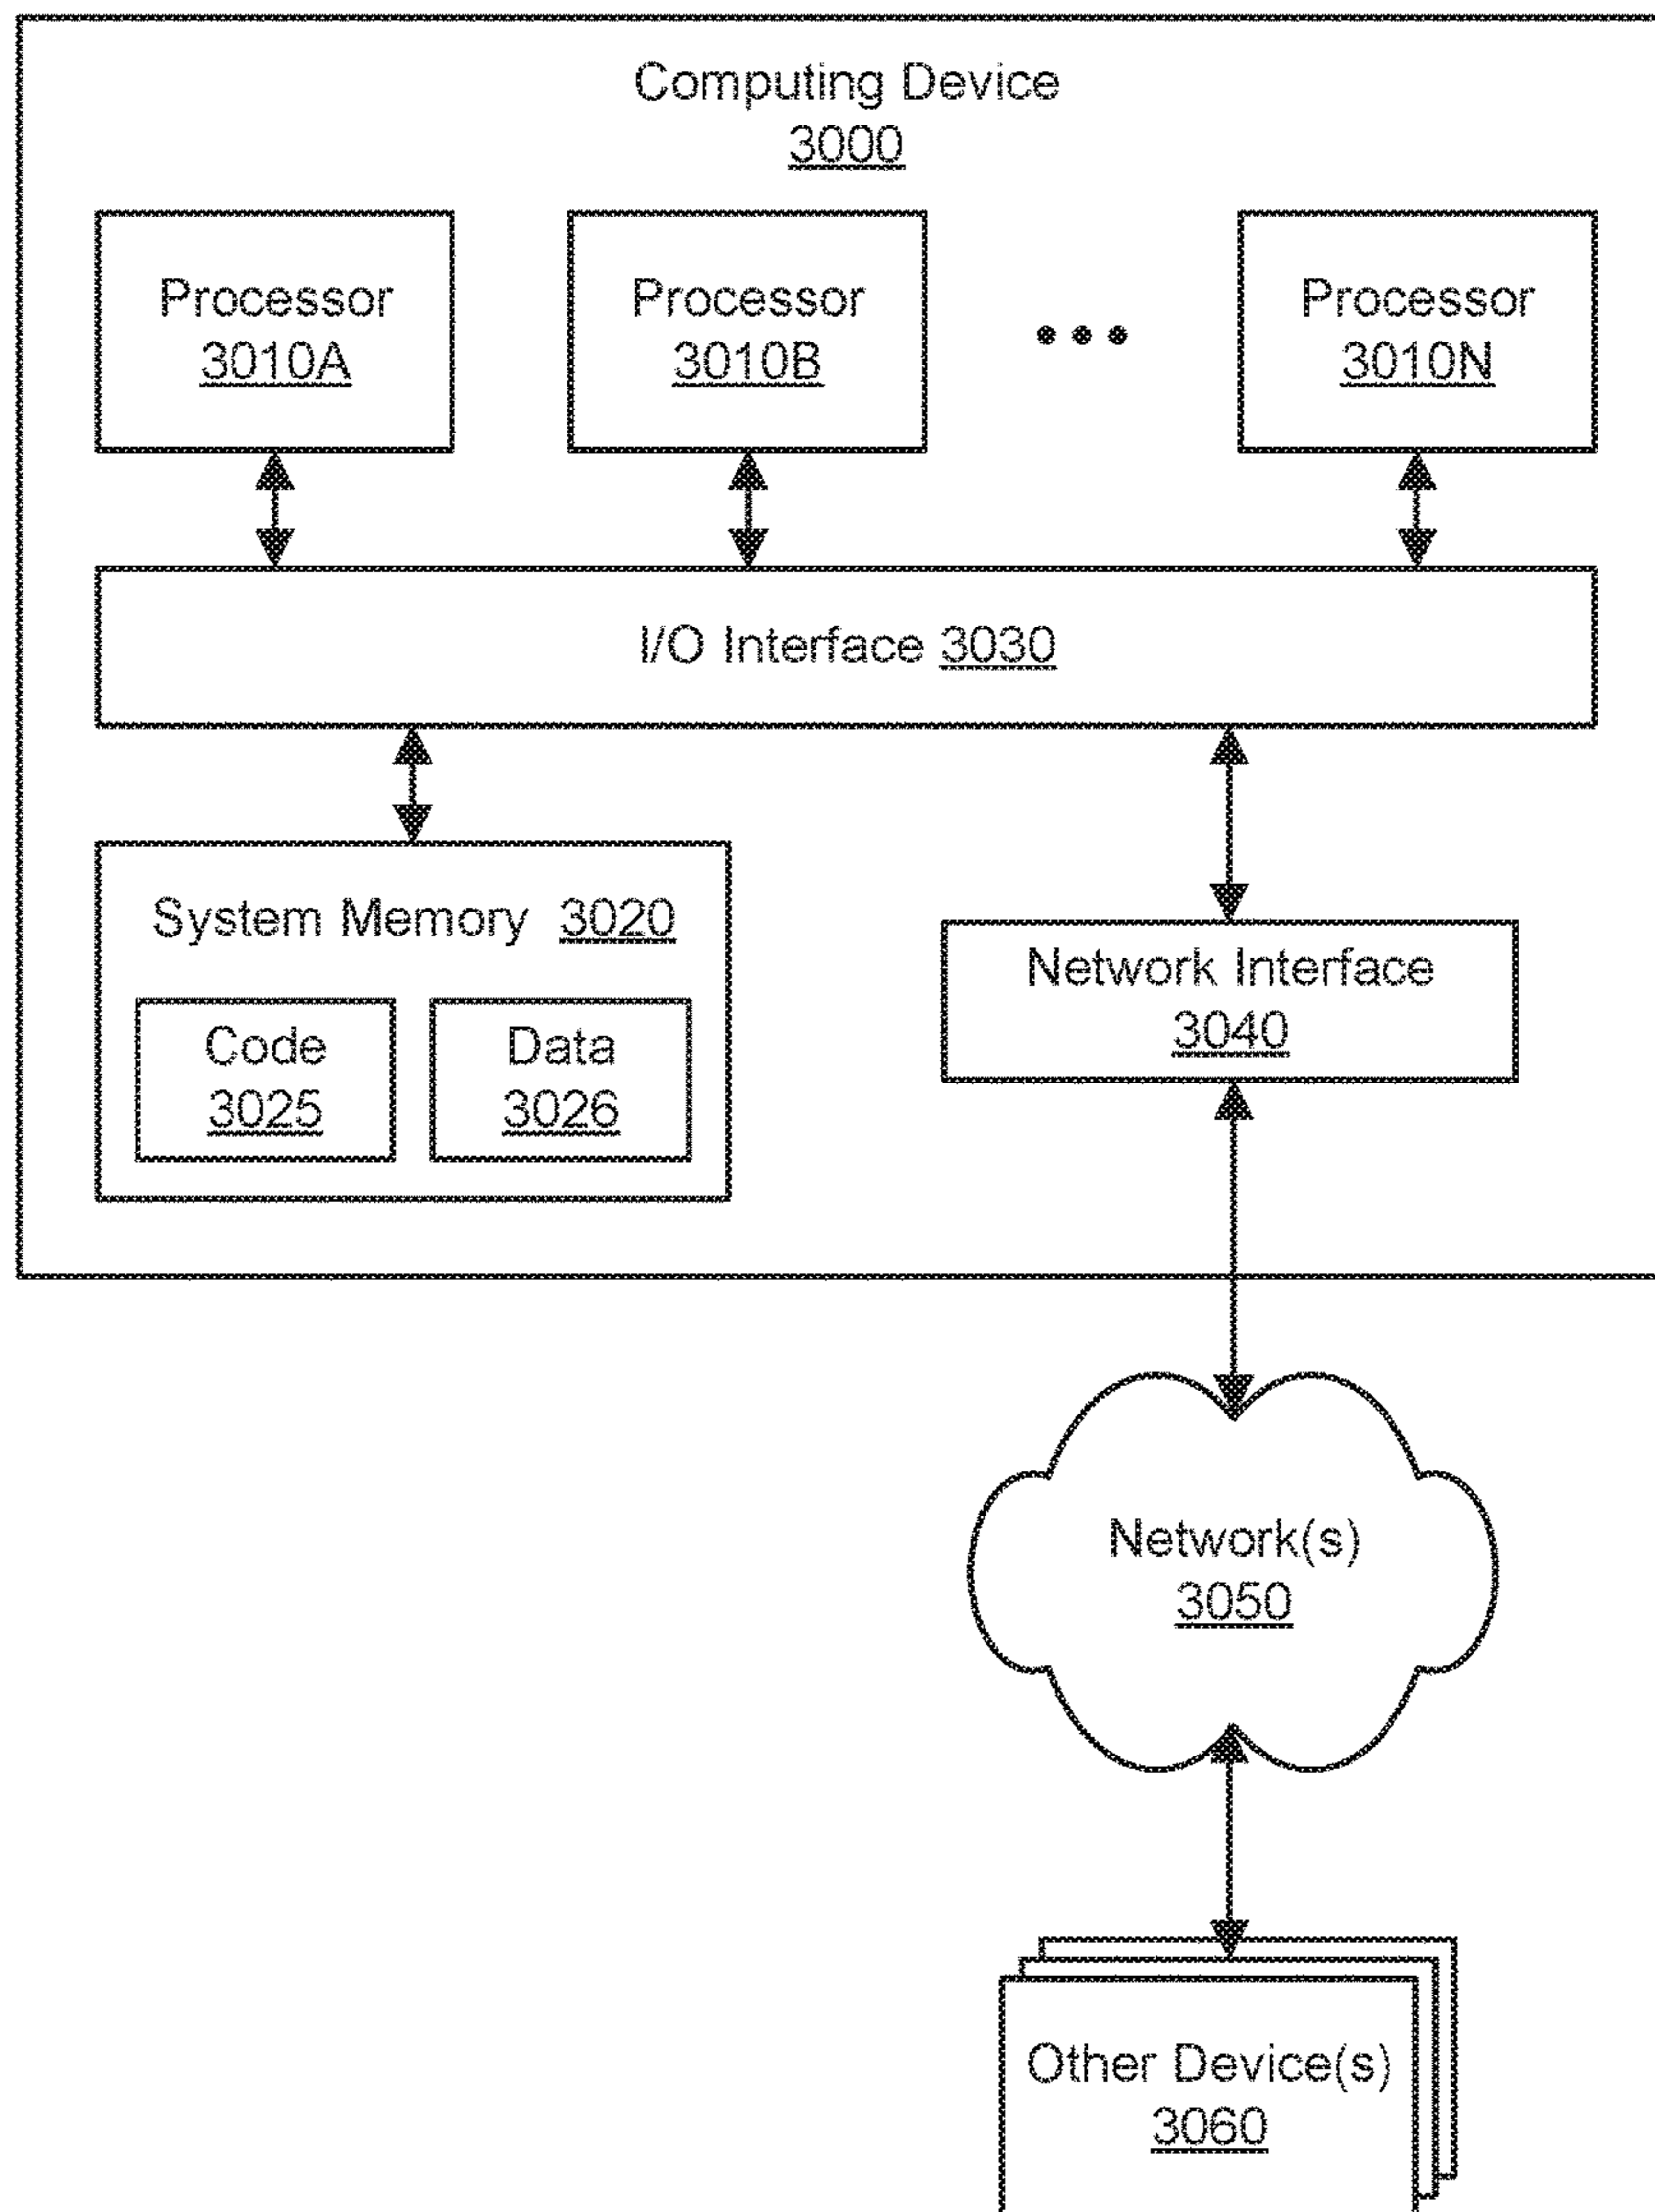 Computing Device
3000
Processor
3010A
Processor
3010B
Processor
3010N
I/O Interface 3030
System Memory 3020
Code
3025
Data
3026
Network Interface
3040
Network(s)
3050
Other Device(s)
3060